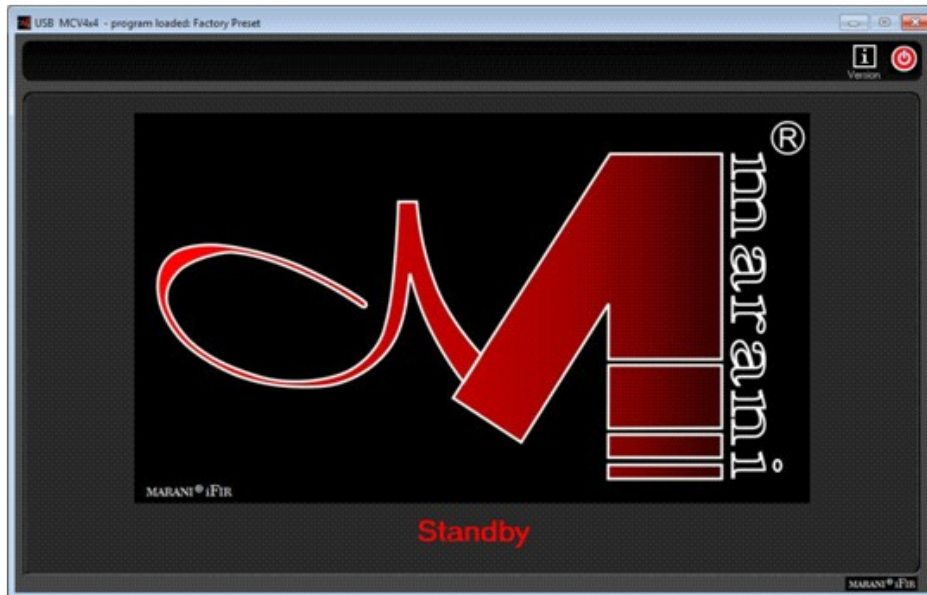 USB MCV4x4 - program loaded: Factory Preset
i
Version
®
marani
MARANI® iFIR
Standby
MARANI® iFIR